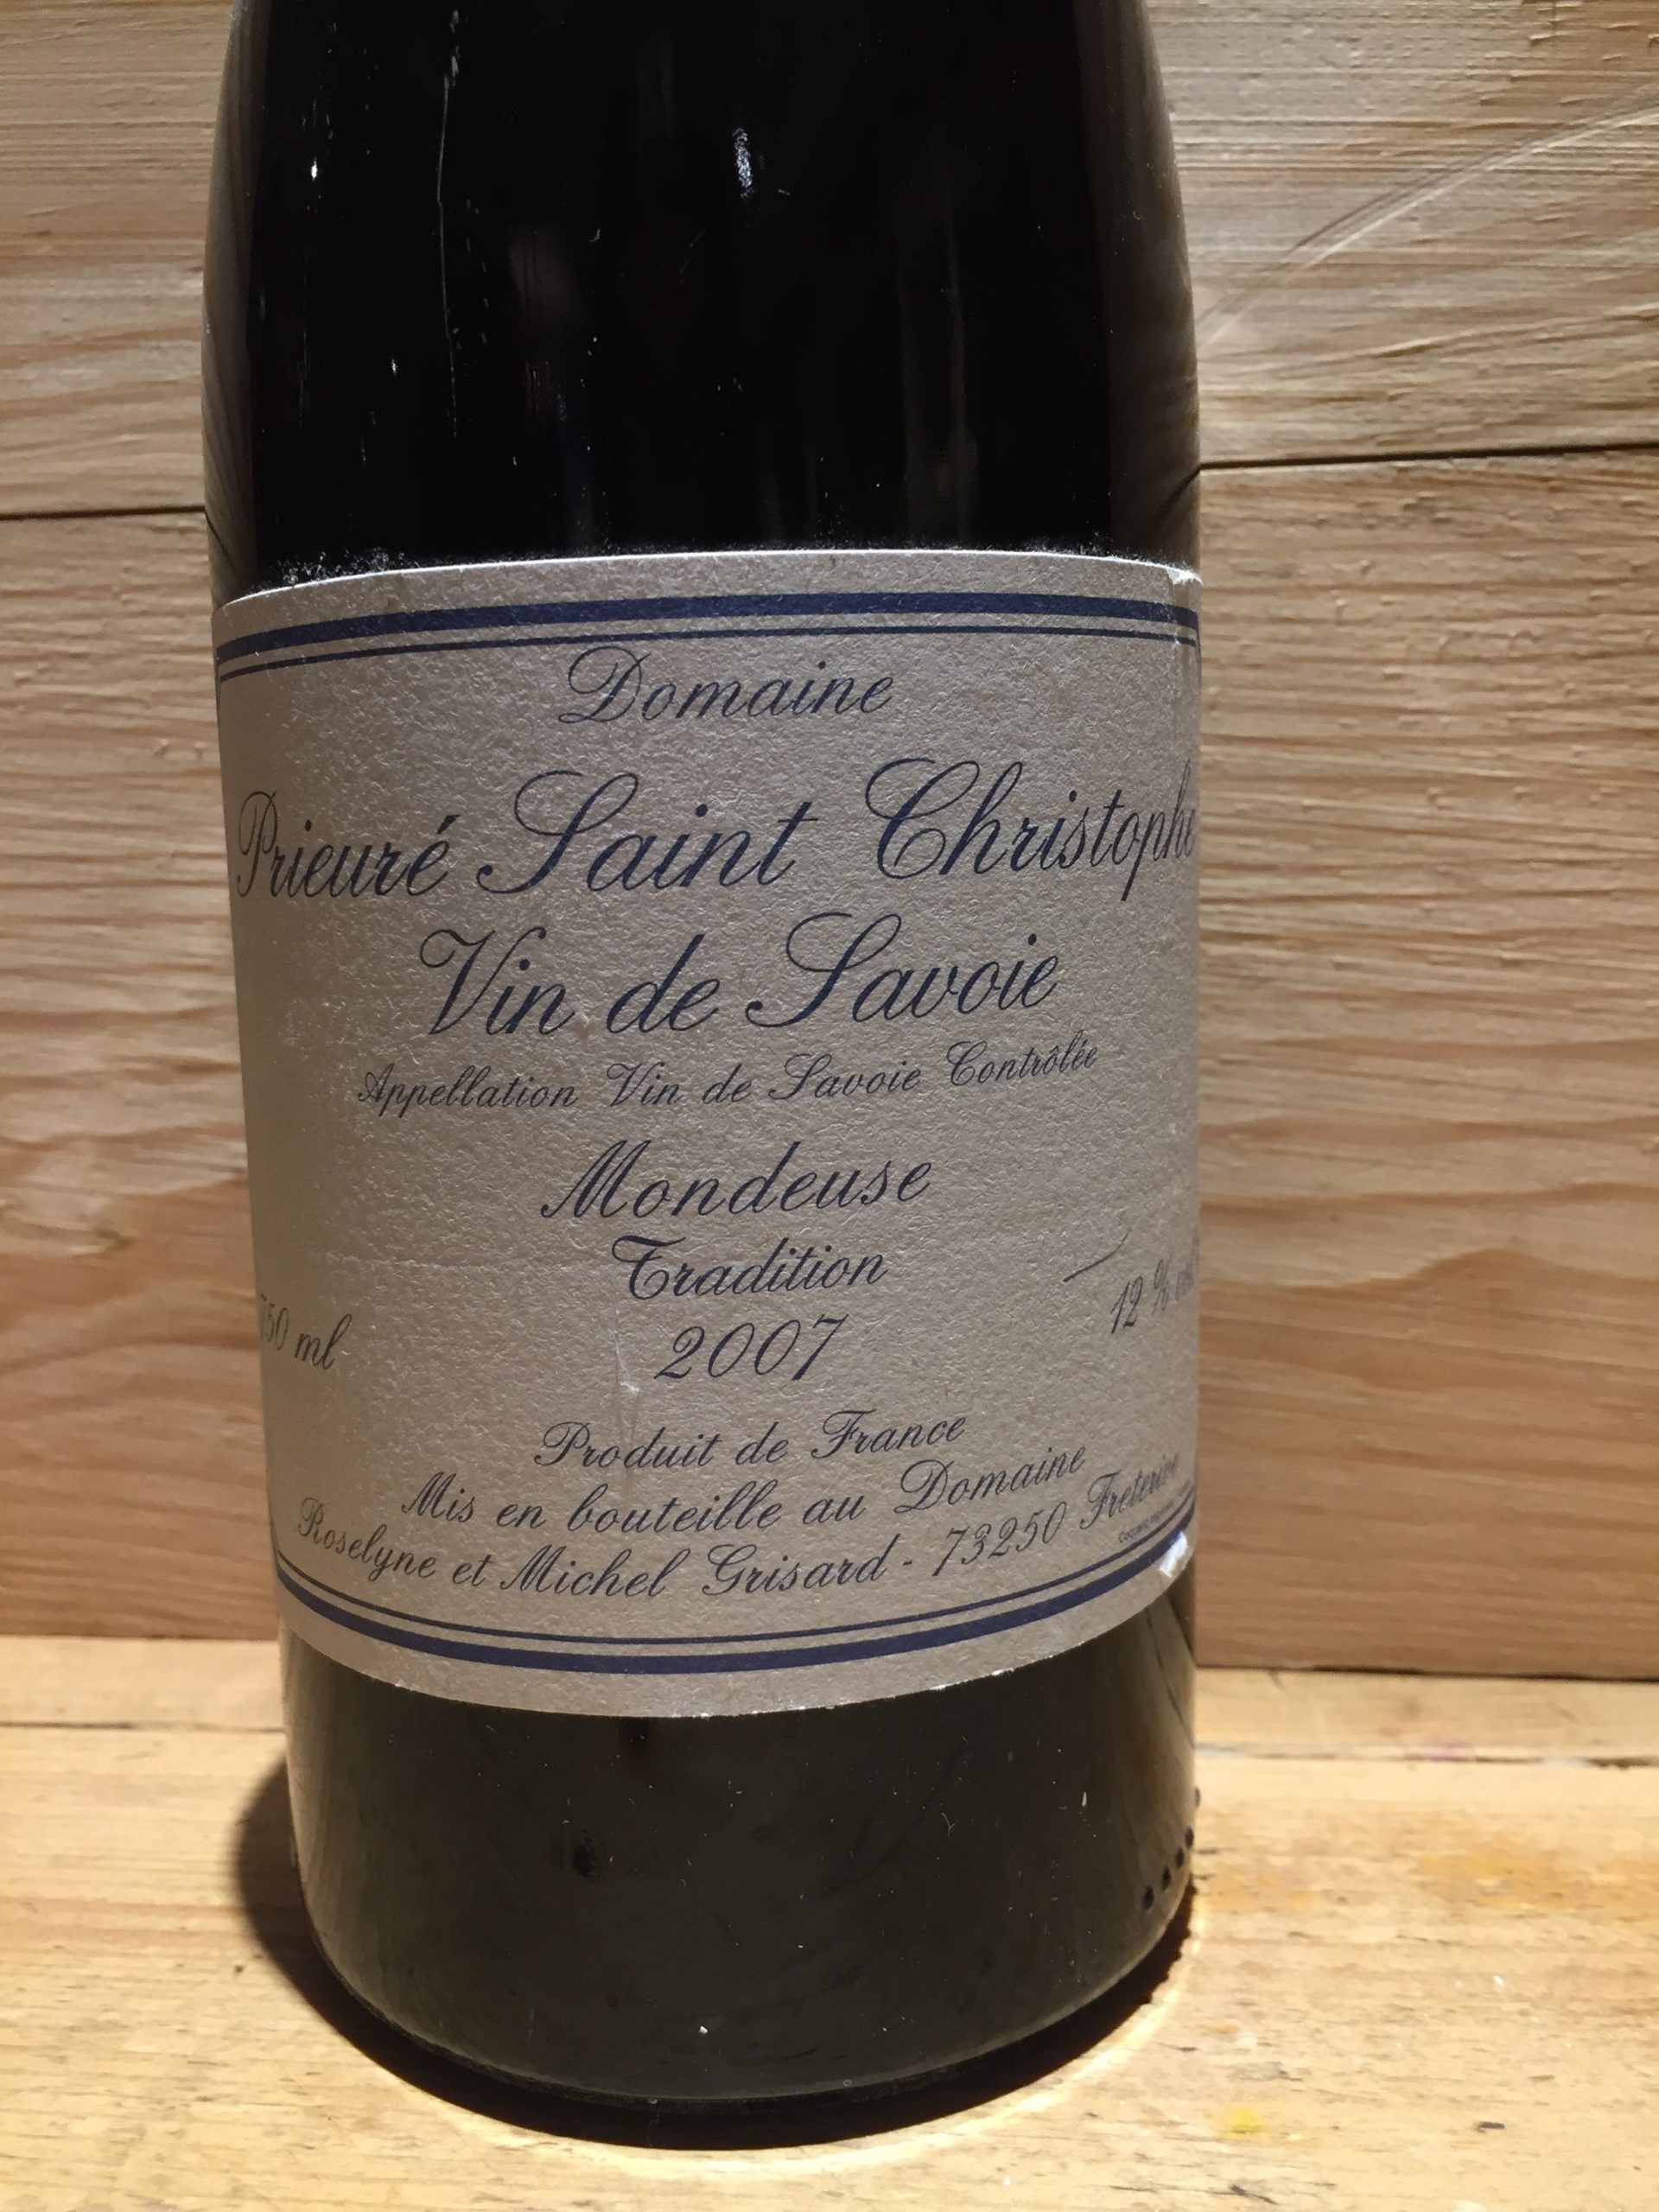 Domaine
Prieuré Saint Christophe
Vin de Savoie
Appellation Vin de Savoie Contrôlée
Mondeuse
Tradition
750 ml
12 % vol
2007
Produit de France
Mis en bouteille au Domaine
Roselyne et Michel Grisard - 73250 Freterive